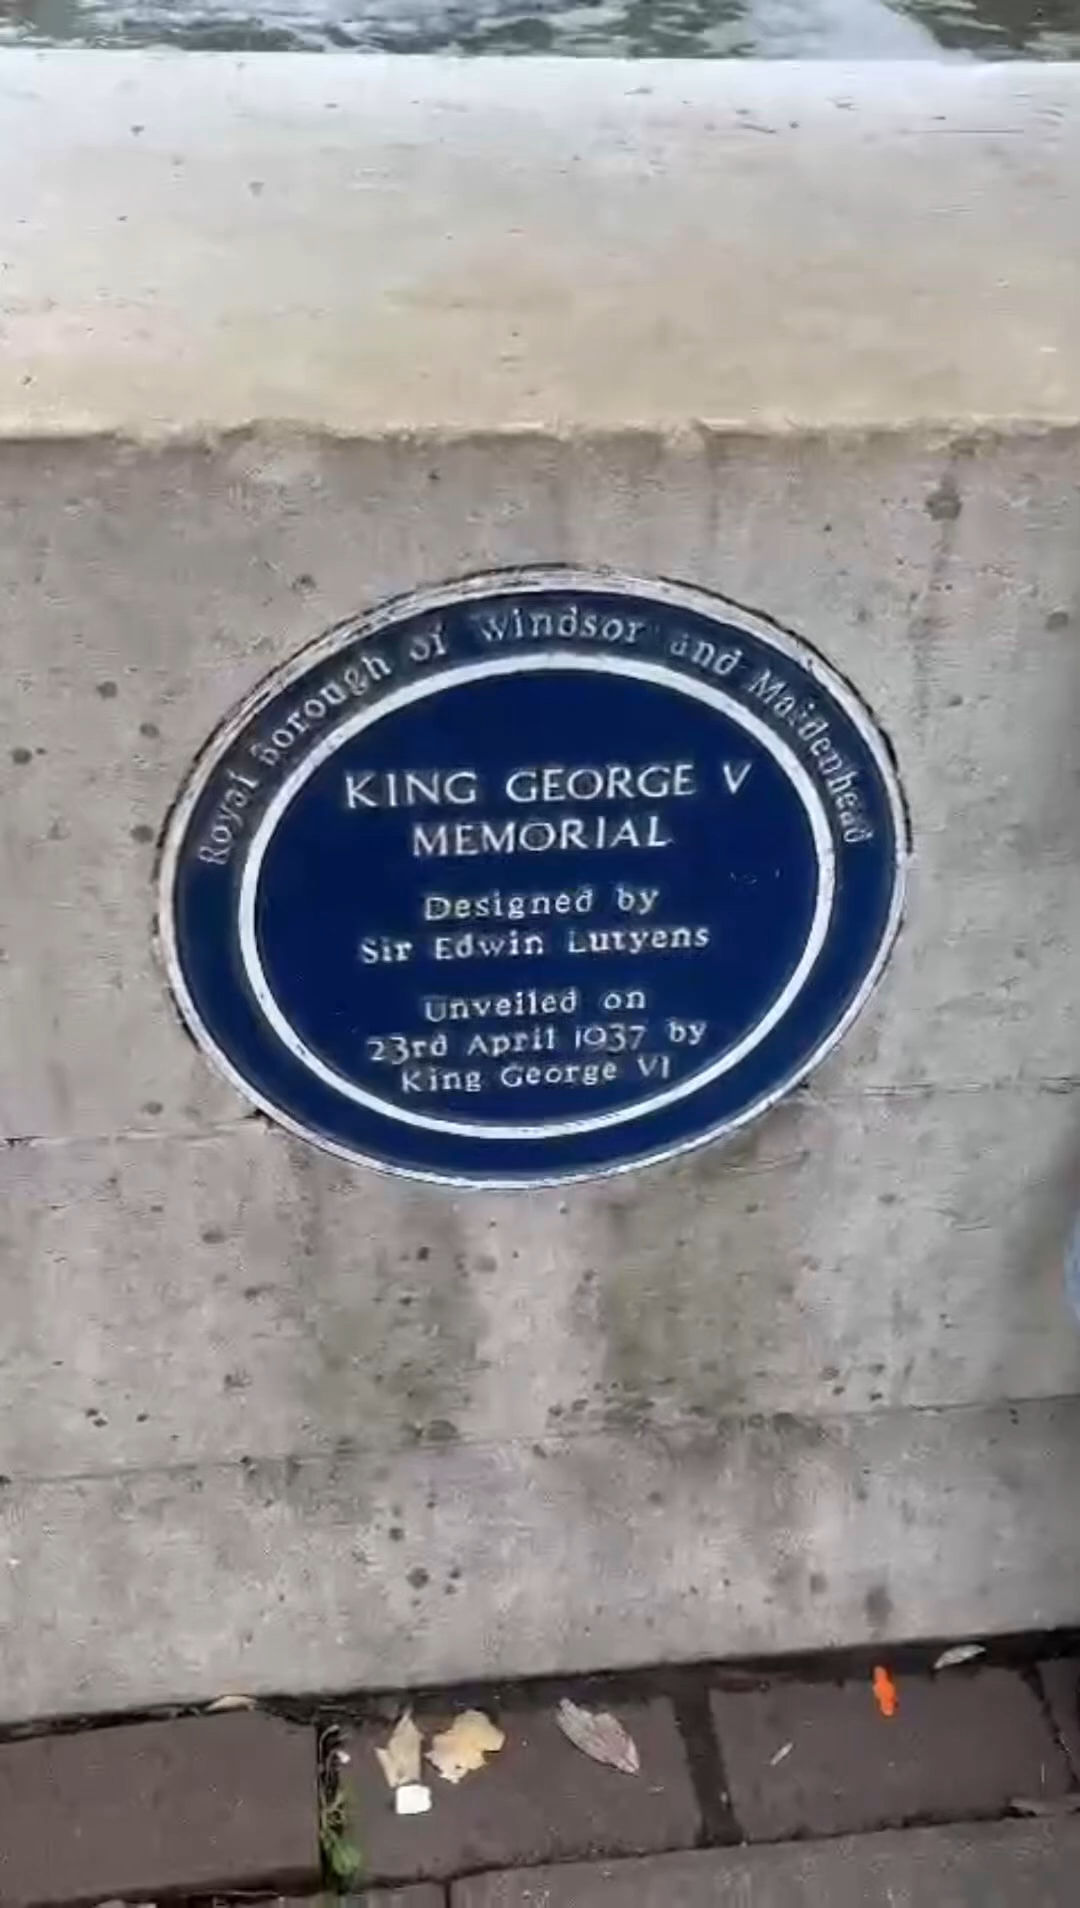 Royal Borough of Windsor and Maidenhead
KING GEORGE V
MEMORIAL
Designed by
Sir Edwin Lutyens
Unveiled on
23rd April 1937 by
King George VI